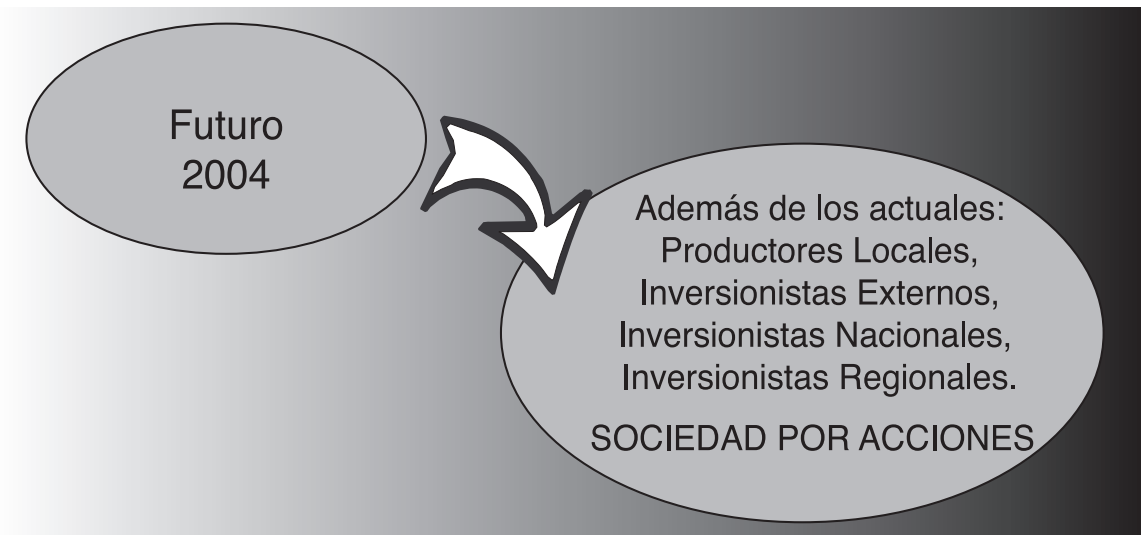 Futuro
2004
Además de los actuales:
Productores Locales,
Inversionistas Externos,
Inversionistas Nacionales,
Inversionistas Regionales.
SOCIEDAD POR ACCIONES